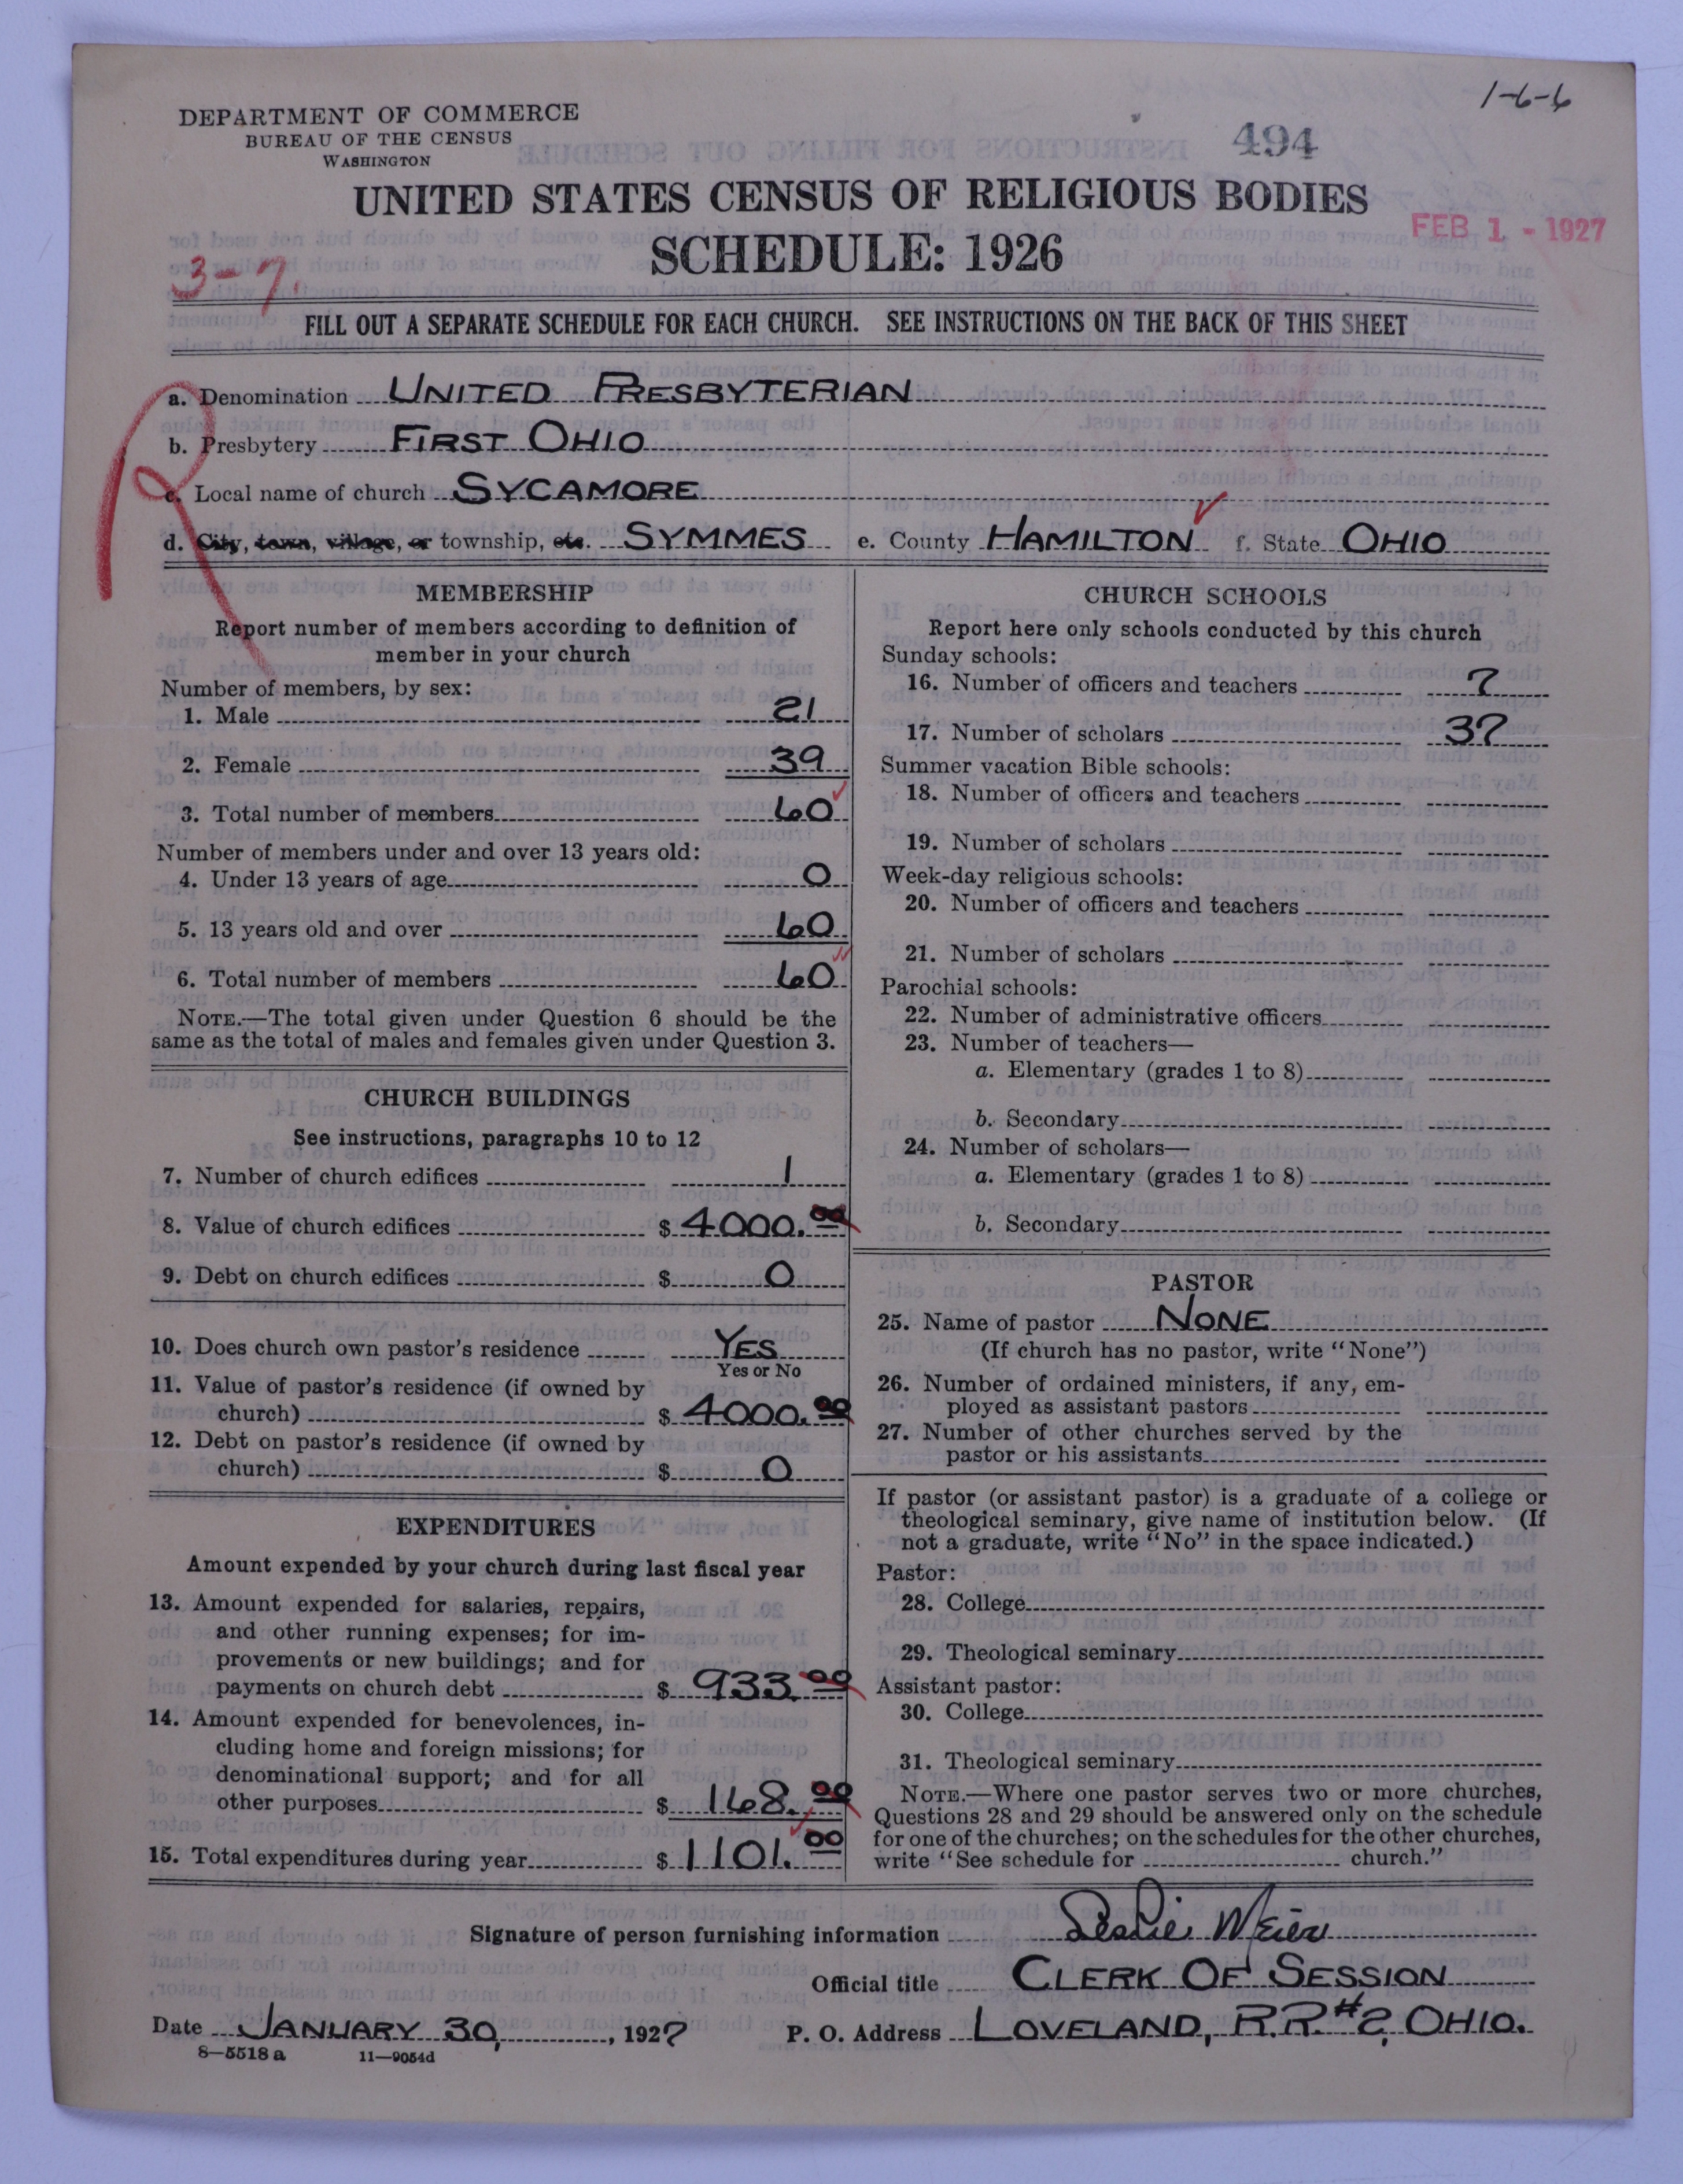 1-6-6
DEPARTMENT OF COMMERCE
BUREAU OF THE CENSUS
WASHINGTON
494
UNITED STATES CENSUS OF RELIGIOUS BODIES
SCHEDULE: 1926
FEB 1 - 1927
3-7.
FILL OUT A SEPARATE SCHEDULE FOR EACH CHURCH. SEE INSTRUCTIONS ON THE BACK OF THIS SHEET
R
a. Denomination UNITED PRESBYTERIAN
b. Presbytery FIRST OHIO
c. Local name of church SYCAMORE
d. City, town, village, or township, etc. SYMMES e. County HAMILTON f. State OHIO
MEMBERSHIP
Report number of members according to definition of
member in your church
Number of members, by sex:
1. Male 21
2. Female 39
3. Total number of members 60
Number of members under and over 13 years old:
4. Under 13 years of age 0
5. 13 years old and over 60
6. Total number of members 60
NOTE.—The total given under Question 6 should be the
same as the total of males and females given under Question 3.
CHURCH BUILDINGS
See instructions, paragraphs 10 to 12
7. Number of church edifices 1
8. Value of church edifices $ 4000.00
9. Debt on church edifices $ 0
10. Does church own pastor's residence YES
Yes or No
11. Value of pastor's residence (if owned by
church) $ 4000.00
12. Debt on pastor's residence (if owned by
church) $ 0
EXPENDITURES
Amount expended by your church during last fiscal year
13. Amount expended for salaries, repairs,
and other running expenses; for im-
provements or new buildings; and for
payments on church debt $ 933.00
14. Amount expended for benevolences, in-
cluding home and foreign missions; for
denominational support; and for all
other purposes $ 168.00
15. Total expenditures during year $ 1101.00
CHURCH SCHOOLS
Report here only schools conducted by this church
Sunday schools:
16. Number of officers and teachers 7
17. Number of scholars 37
Summer vacation Bible schools:
18. Number of officers and teachers
19. Number of scholars
Week-day religious schools:
20. Number of officers and teachers
21. Number of scholars
Parochial schools:
22. Number of administrative officers
23. Number of teachers—
a. Elementary (grades 1 to 8)
b. Secondary
24. Number of scholars—
a. Elementary (grades 1 to 8)
b. Secondary
PASTOR
25. Name of pastor NONE
(If church has no pastor, write "None")
26. Number of ordained ministers, if any, em-
ployed as assistant pastors
27. Number of other churches served by the
pastor or his assistants
If pastor (or assistant pastor) is a graduate of a college or
theological seminary, give name of institution below. (If
not a graduate, write "No" in the space indicated.)
Pastor:
28. College
29. Theological seminary
Assistant pastor:
30. College
31. Theological seminary
NOTE.—Where one pastor serves two or more churches,
Questions 28 and 29 should be answered only on the schedule
for one of the churches; on the schedules for the other churches,
write "See schedule for church."
Signature of person furnishing information Leslie Meier
Official title CLERK OF SESSION
Date JANUARY 30, 1927 P. O. Address LOVELAND, R.R. #2, OHIO.
8—5518 a 11—9054d